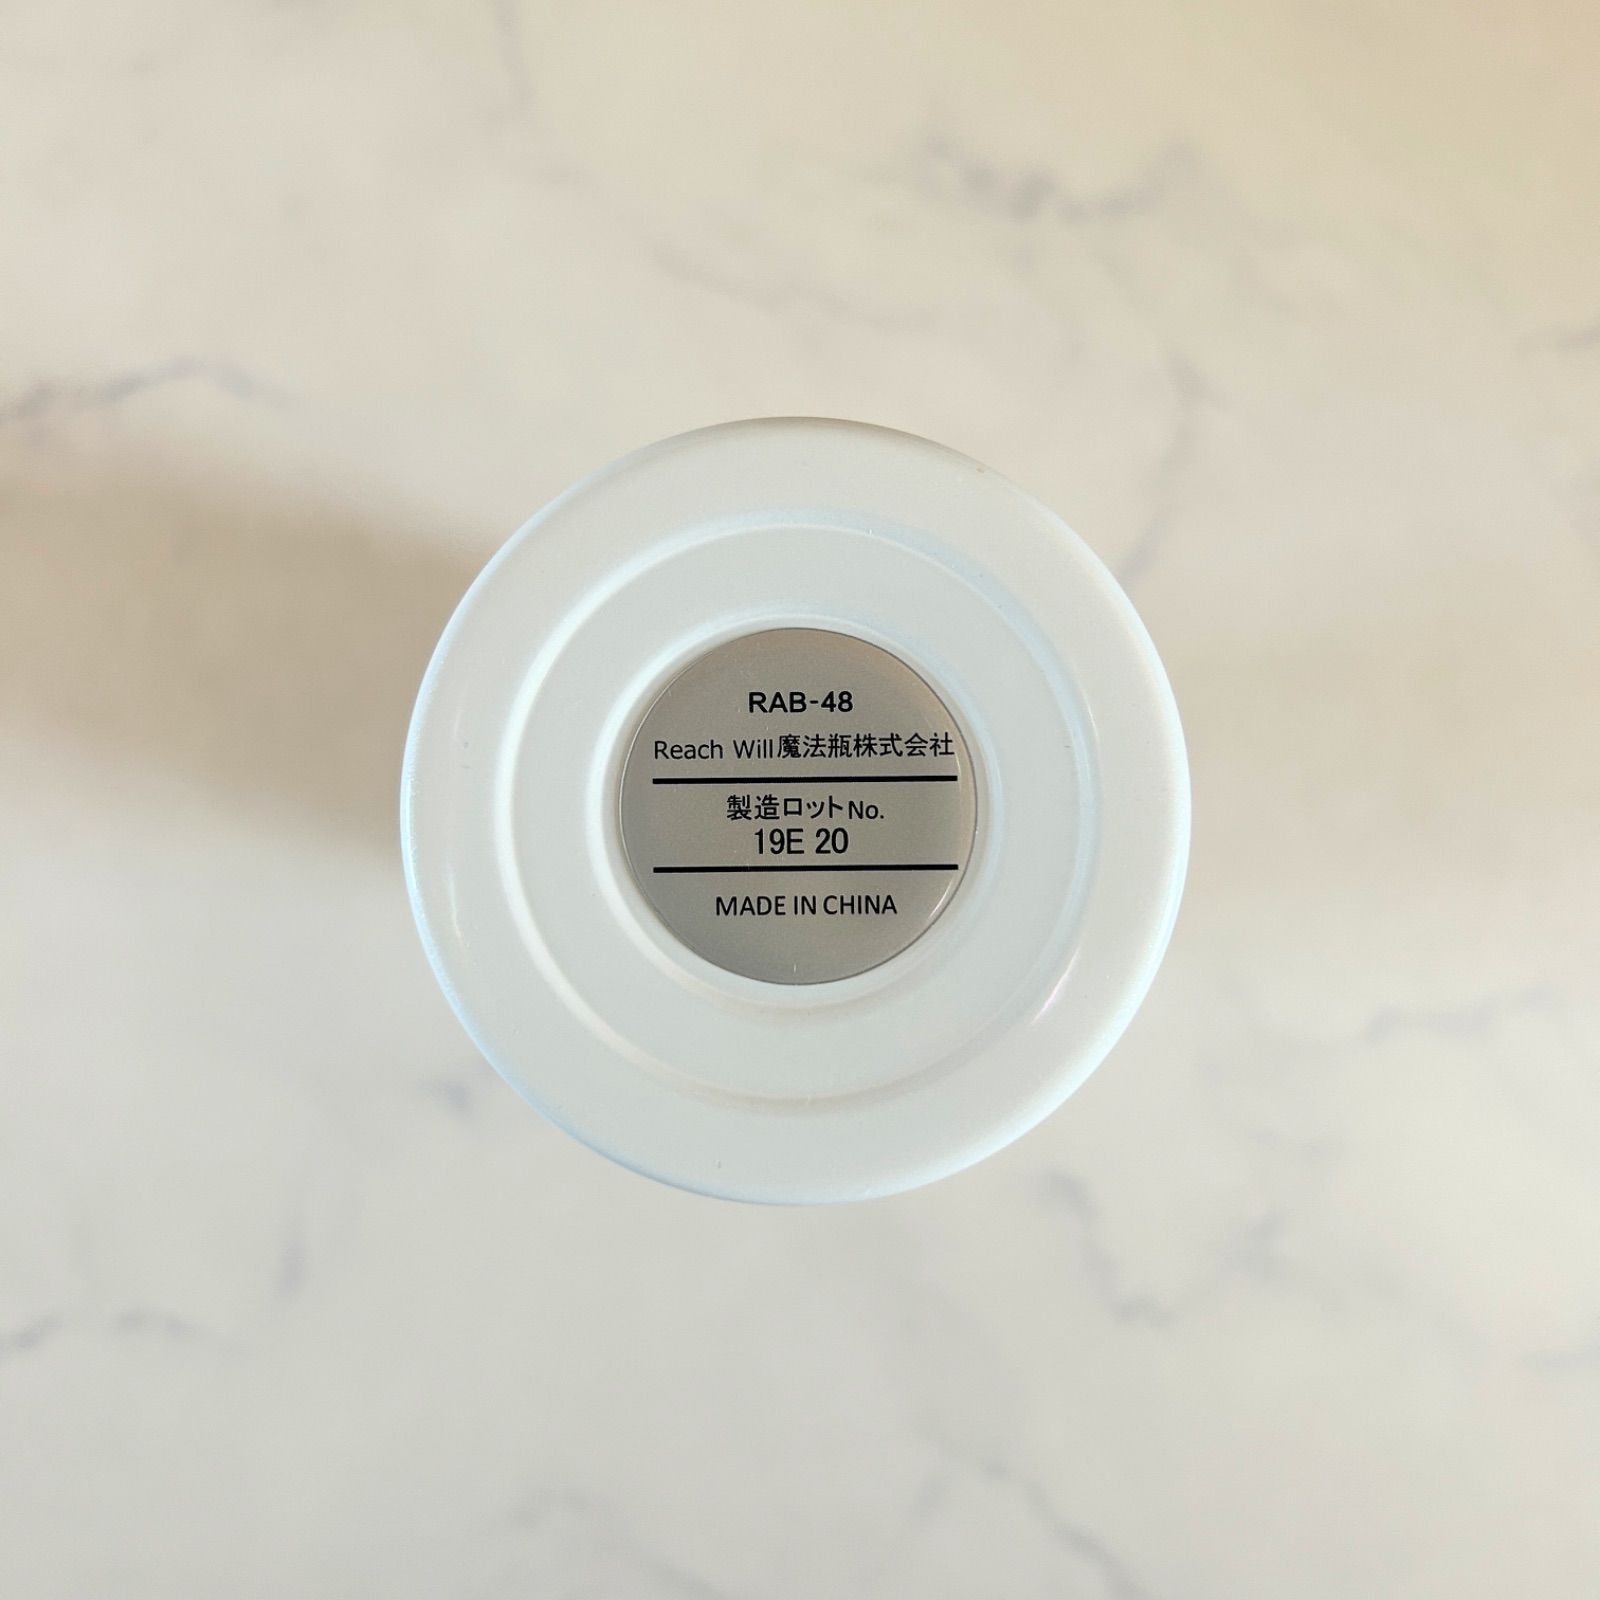 RAB-48
Reach Will魔法瓶株式会社
製造ロットNo.
19E 20
MADE IN CHINA